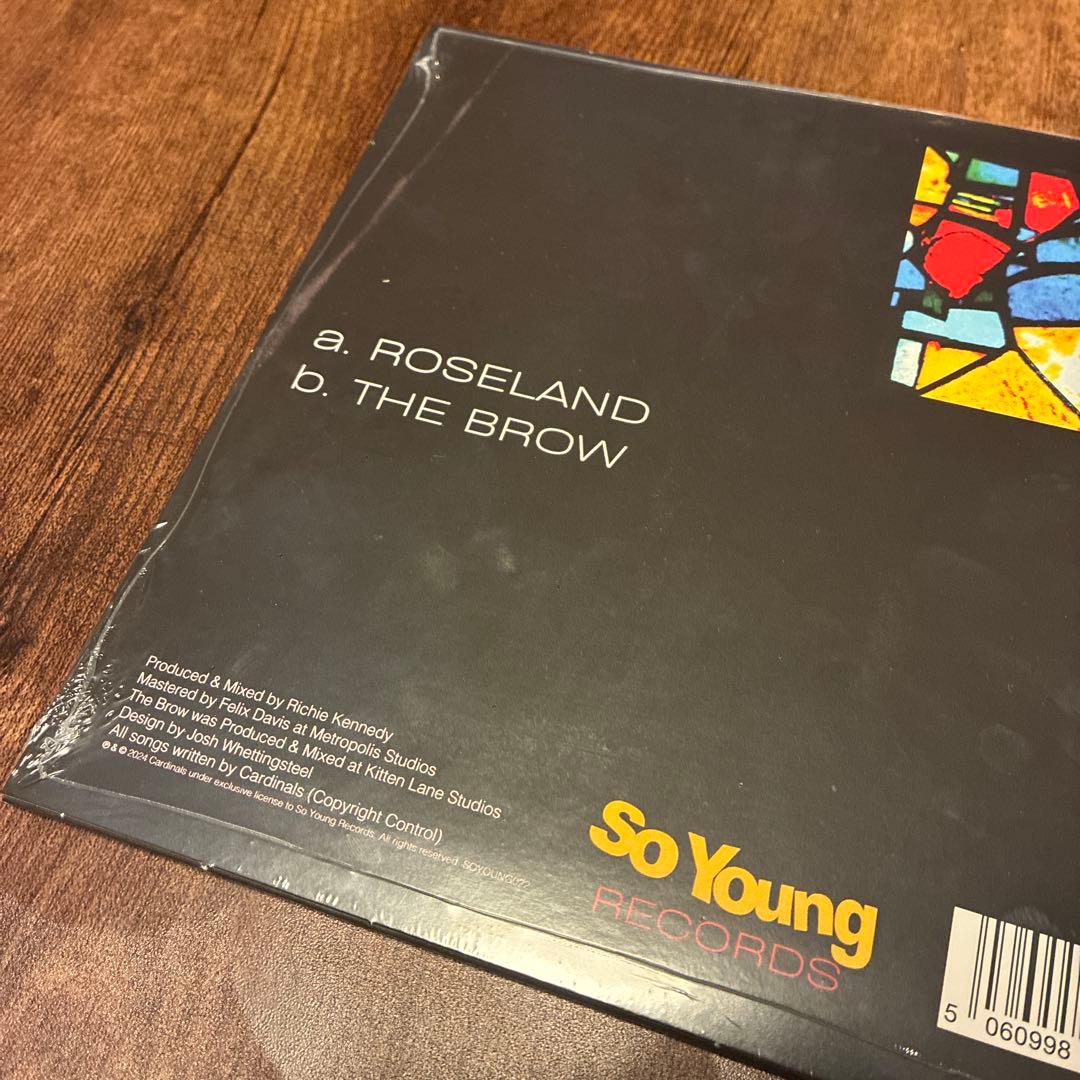 a. ROSELAND
b. THE BROW
Produced & Mixed by Richie Kennedy
Mastered by Felix Davis at Metropolis Studios
The Brow was Produced & Mixed at Kitten Lane Studios
Design by Josh Whettingsteel
All songs written by Cardinals (Copyright Control)
℗ & © 2024 Cardinals under exclusive license to So Young Records. All rights reserved. SOYOUNG022
So Young
RECORDS
5 060998